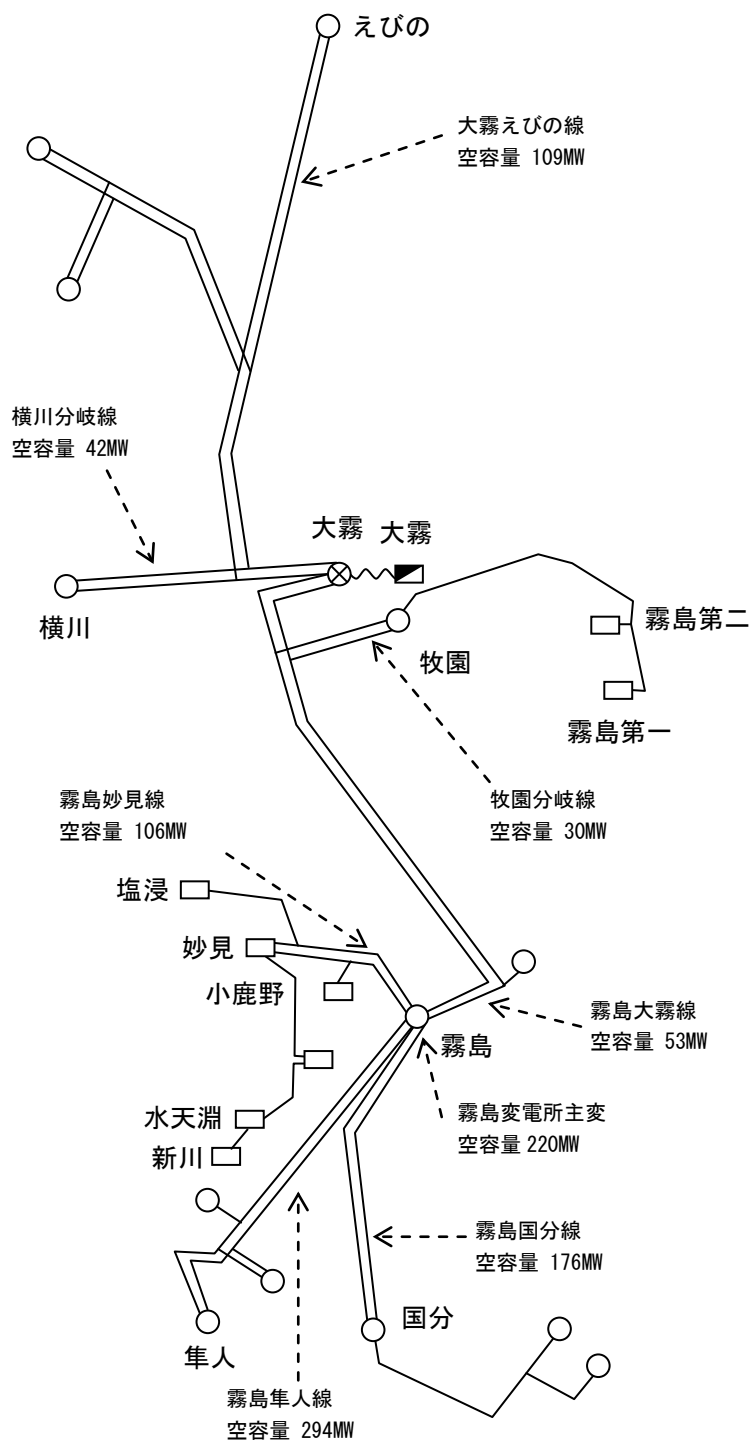 えびの
大霧えびの線
空容量 109MW
横川分岐線
空容量 42MW
大霧
大霧
横川
牧園
霧島第二
霧島第一
霧島妙見線
空容量 106MW
牧園分岐線
空容量 30MW
塩浸
妙見
小鹿野
霧島大霧線
空容量 53MW
霧島
水天淵
霧島変電所主変
空容量 220MW
新川
霧島国分線
空容量 176MW
国分
隼人
霧島隼人線
空容量 294MW